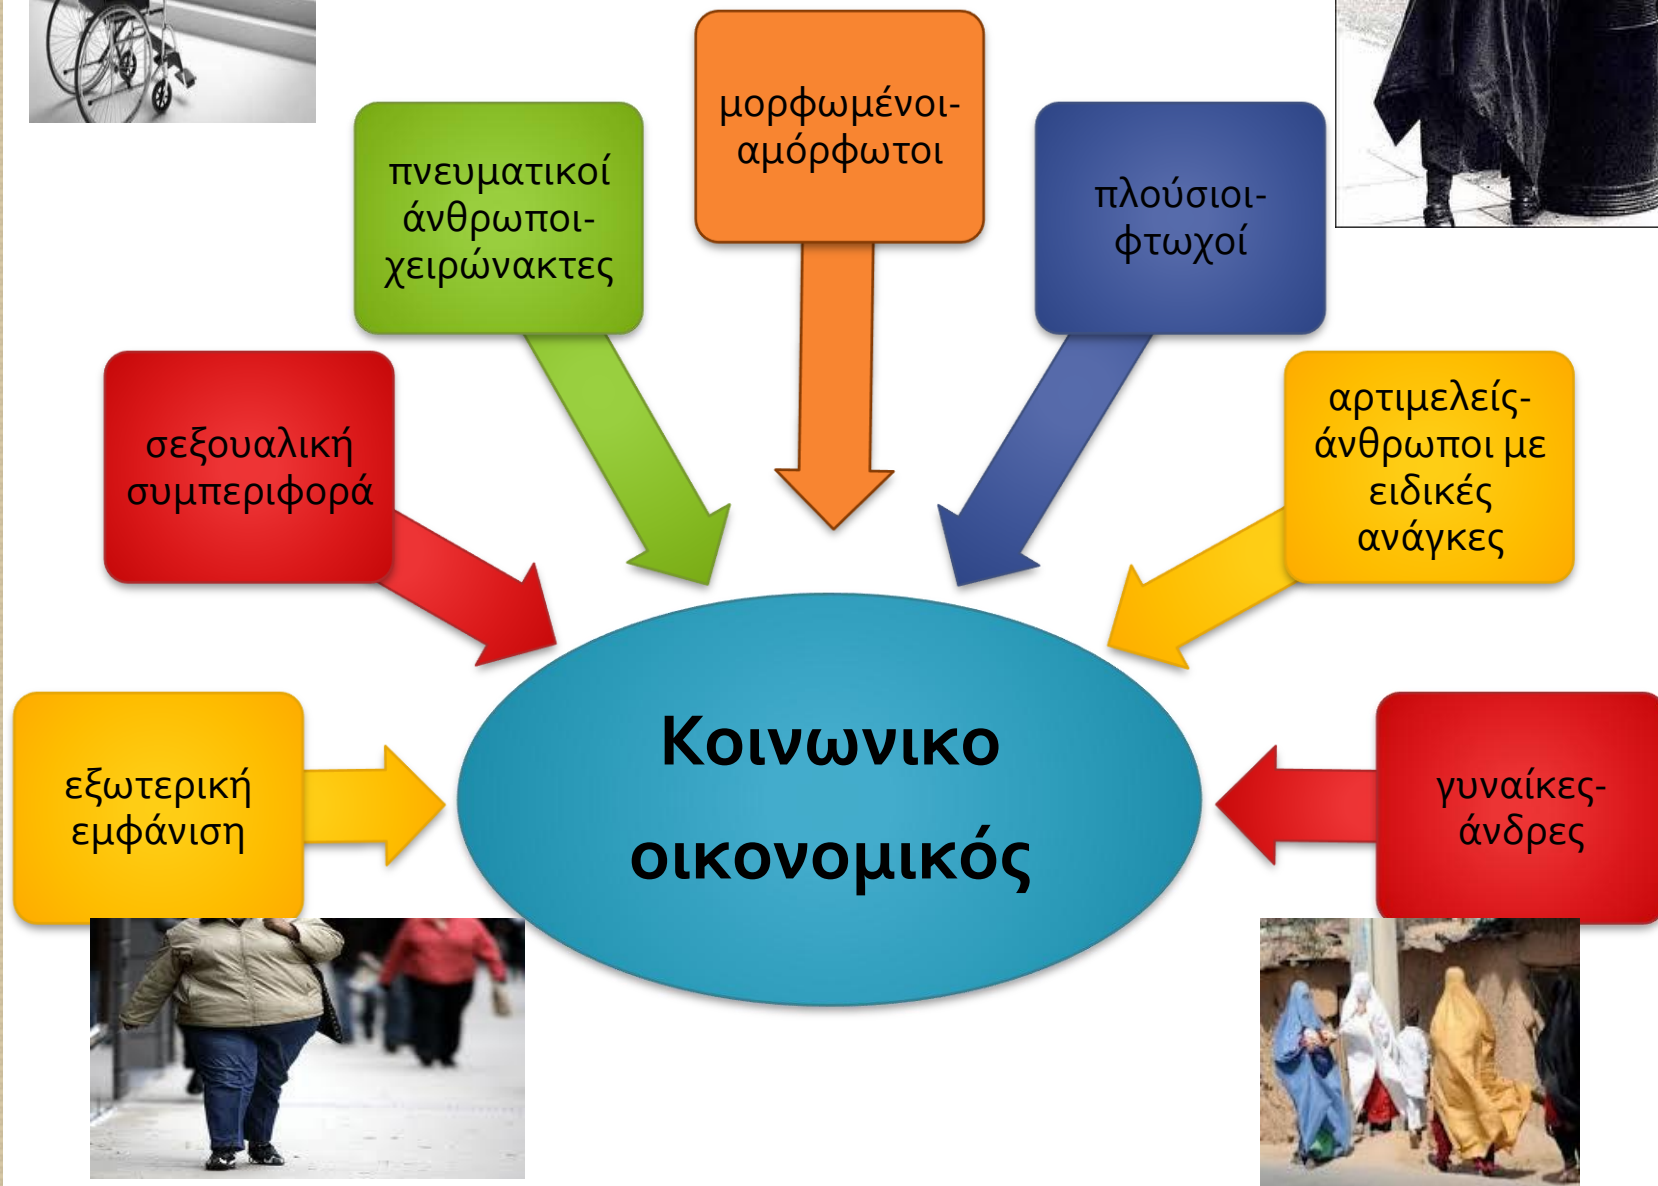 μορφωμένοι-
αμόρφωτοι
πνευματικοί
άνθρωποι-
χειρώνακτες
πλούσιοι-
φτωχοί
σεξουαλική
συμπεριφορά
αρτιμελείς-
άνθρωποι με
ειδικές
ανάγκες
εξωτερική
εμφάνιση
Κοινωνικο
οικονομικός
γυναίκες-
άνδρες